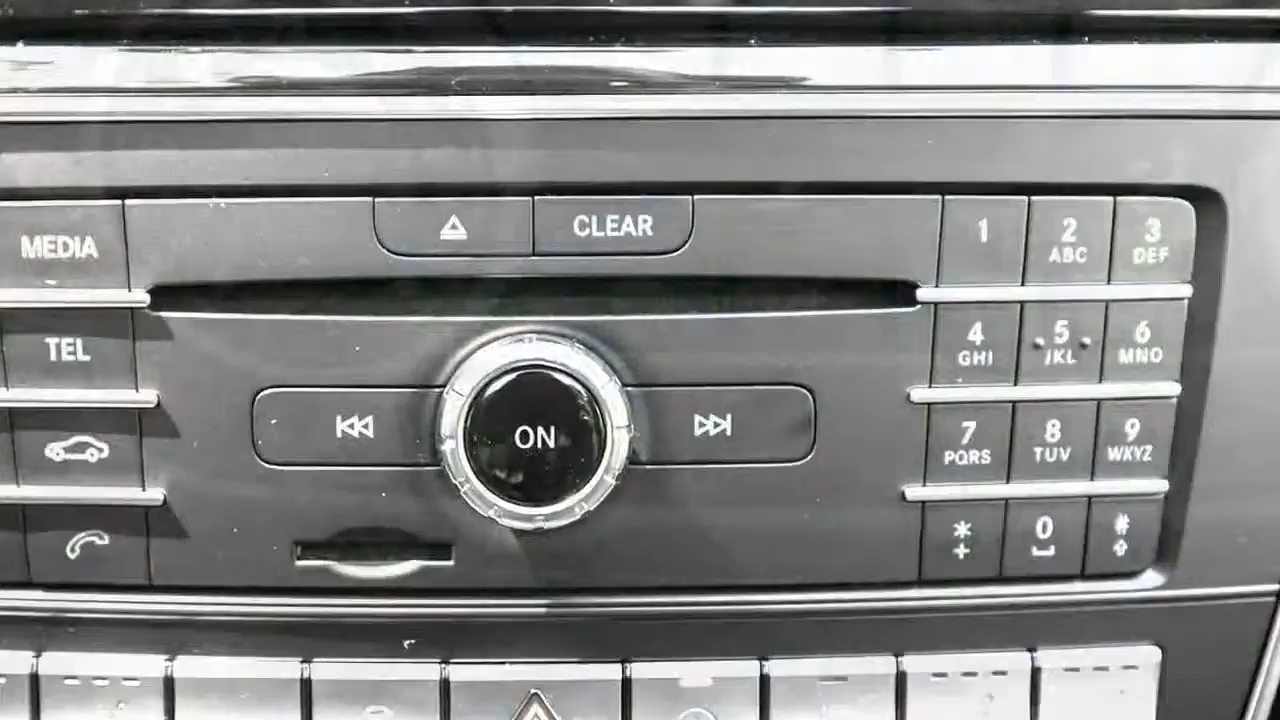 MEDIA
CLEAR
1
2
ABC
3
DEF
TEL
4
GHI
5
JKL
6
MNO
ON
7
PQRS
8
TUV
9
WXYZ
*
+
0
#